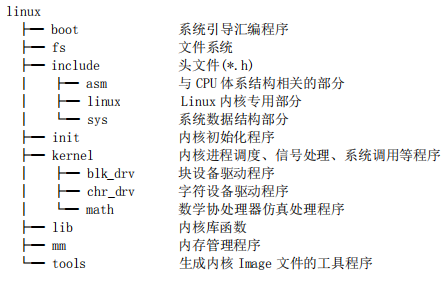 linux
├── boot 系统引导汇编程序
├── fs 文件系统
├── include 头文件(*.h)
│ ├── asm 与 CPU 体系结构相关的部分
│ ├── linux Linux 内核专用部分
│ └── sys 系统数据结构部分
├── init 内核初始化程序
├── kernel 内核进程调度、信号处理、系统调用等程序
│ ├── blk_drv 块设备驱动程序
│ ├── chr_drv 字符设备驱动程序
│ └── math 数学协处理器仿真处理程序
├── lib 内核库函数
├── mm 内存管理程序
└── tools 生成内核 Image 文件的工具程序